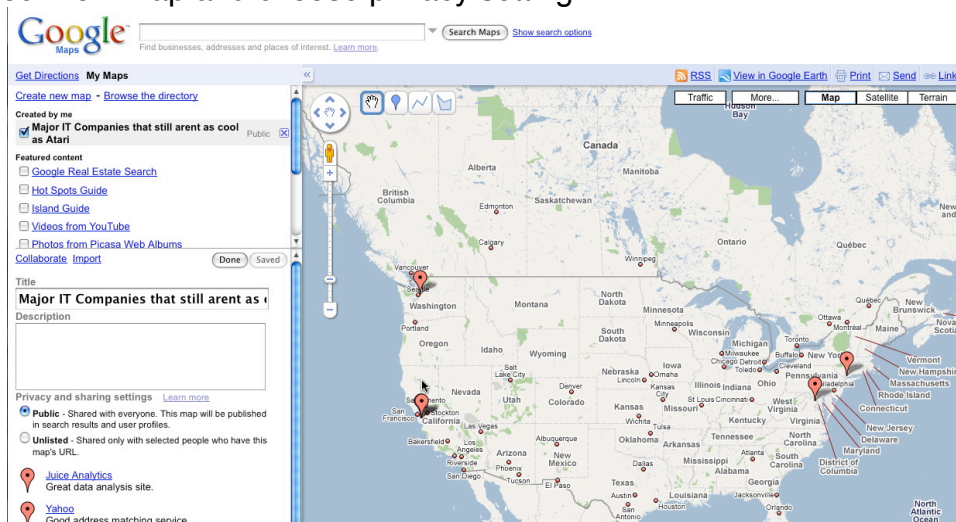 Google
Maps
Search Maps Show search options
Find businesses, addresses and places of interest. Learn more.
Get Directions My Maps
«
RSS View in Google Earth Print Send Link
Create new map - Browse the directory
Created by me
Major IT Companies that still arent as cool
as Atari
Public
Featured content
Google Real Estate Search
Hot Spots Guide
Island Guide
Videos from YouTube
Photos from Picasa Web Albums
Collaborate Import Done Saved
Title
Major IT Companies that still arent as
Description
Privacy and sharing settings Learn more
Public - Shared with everyone. This map will be published
in search results and user profiles.
Unlisted - Shared only with selected people who have this
map's URL.
Juice Analytics
Great data analysis site.
Yahoo
Good address matching service
Traffic More... Map Satellite Terrain
Hudson
Bay
Canada
Alberta
Manitoba
British
Columbia
Edmonton
Saskatchewan
Calgary
Ontario
Québec
Winnipeg
Vancouver
Washington
Montana
North
Dakota
Minnesota
Québec
New
Brunswick
Ottawa
Montreal
Maine
Portland
Oregon
Idaho
Wyoming
South
Dakota
Minneapolis
Wisconsin
Michigan
Toronto
Milwaukee
Chicago
Detroit
Buffalo
Toledo
Cleveland
Vermont
New Hampshire
Massachusetts
Rhode Island
Connecticut
New Jersey
Delaware
Maryland
District of
Columbia
Salt
Lake City
Nebraska
Lincoln
Omaha
Iowa
Illinois
Indiana
Ohio
Pennsylvania
Nevada
Utah
Denver
Colorado
Kansas
City
Kansas
Missouri
St Louis
Cincinnati
West
Virginia
Virginia
Kentucky
San
Francisco
Stockton
California
Las Vegas
Wichita
Tulsa
Bakersfield
Los
Angeles
Riverside
San Diego
Arizona
Phoenix
Tucson
Albuquerque
New
Mexico
El Paso
Oklahoma
Arkansas
Tennessee
North
Carolina
South
Carolina
Atlanta
Mississippi
Alabama
Georgia
Dallas
Texas
Austin
San
Antonio
Houston
Louisiana
Jacksonville
Orlando
North
Atlantic
Ocean